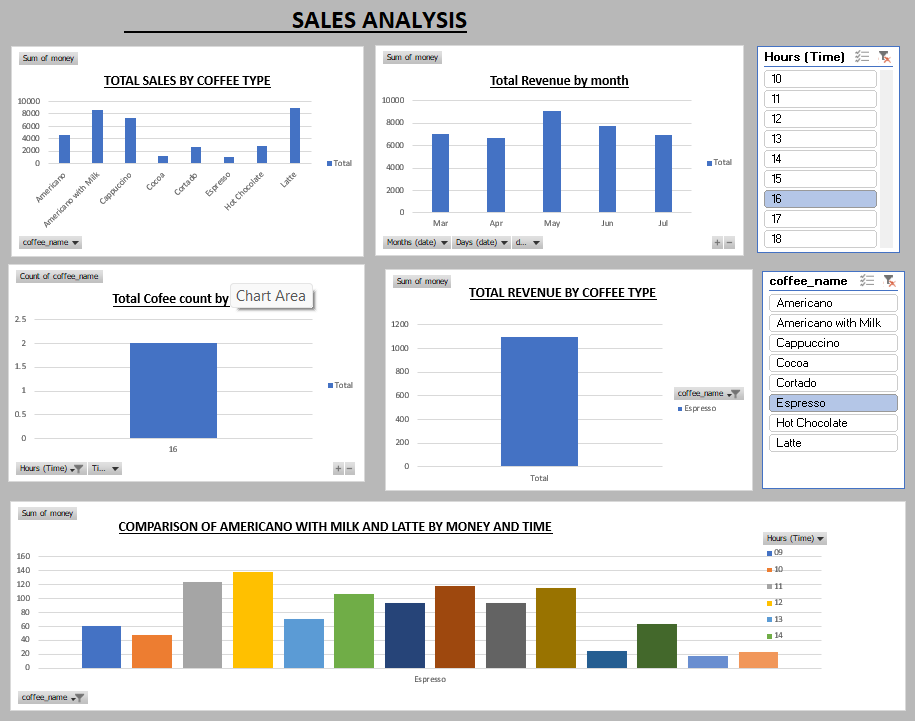 SALES ANALYSIS
Sum of money
TOTAL SALES BY COFFEE TYPE
10000
8000
6000
4000
2000
0
Americano
Americano with Milk
Cappuccino
Cocoa
Cortado
Espresso
Hot Chocolate
Latte
Total
coffee_name
Sum of money
Total Revenue by month
10000
8000
6000
4000
2000
0
Mar
Apr
May
Jun
Jul
Total
Months (date)
Days (date)
d...
Hours (Time)
10
11
12
13
14
15
16
17
18
Count of coffee_name
Total Cofee count by
Chart Area
2.5
2
1.5
1
0.5
0
16
Total
Hours (Time)
Ti...
Sum of money
TOTAL REVENUE BY COFFEE TYPE
1200
1000
800
600
400
200
0
Total
coffee_name
Espresso
coffee_name
Americano
Americano with Milk
Cappuccino
Cocoa
Cortado
Espresso
Hot Chocolate
Latte
Sum of money
COMPARISON OF AMERICANO WITH MILK AND LATTE BY MONEY AND TIME
160
140
120
100
80
60
40
20
0
Espresso
Hours (Time)
09
10
11
12
13
14
coffee_name